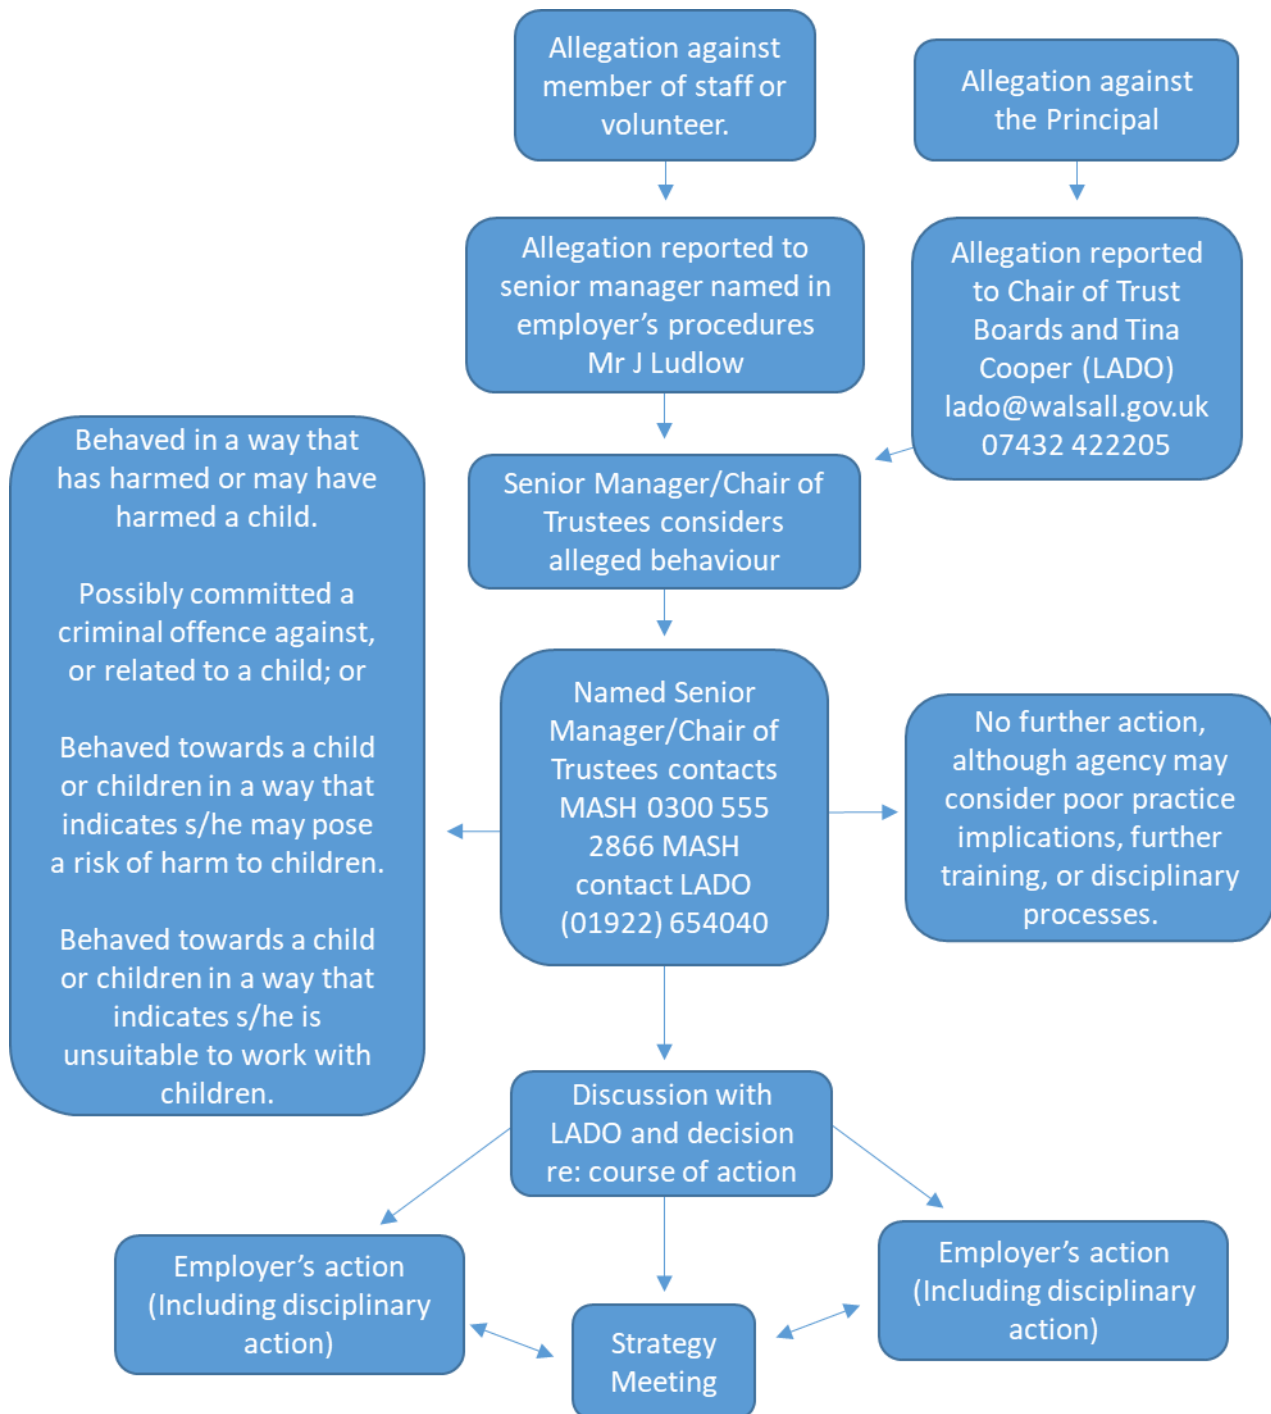 Allegation against
member of staff or
volunteer.
Allegation against
the Principal
Allegation reported to
senior manager named in
employer’s procedures
Mr J Ludlow
Allegation reported
to Chair of Trust
Boards and Tina
Cooper (LADO)
lado@walsall.gov.uk
07432 422205
Senior Manager/Chair of
Trustees considers
alleged behaviour
Behaved in a way that
has harmed or may have
harmed a child.
Possibly committed a
criminal offence against,
or related to a child; or
Behaved towards a child
or children in a way that
indicates s/he may pose
a risk of harm to children.
Behaved towards a child
or children in a way that
indicates s/he is
unsuitable to work with
children.
Named Senior
Manager/Chair of
Trustees contacts
MASH 0300 555
2866 MASH
contact LADO
(01922) 654040
No further action,
although agency may
consider poor practice
implications, further
training, or disciplinary
processes.
Discussion with
LADO and decision
re: course of action
Employer’s action
(Including disciplinary
action)
Strategy
Meeting
Employer’s action
(Including disciplinary
action)